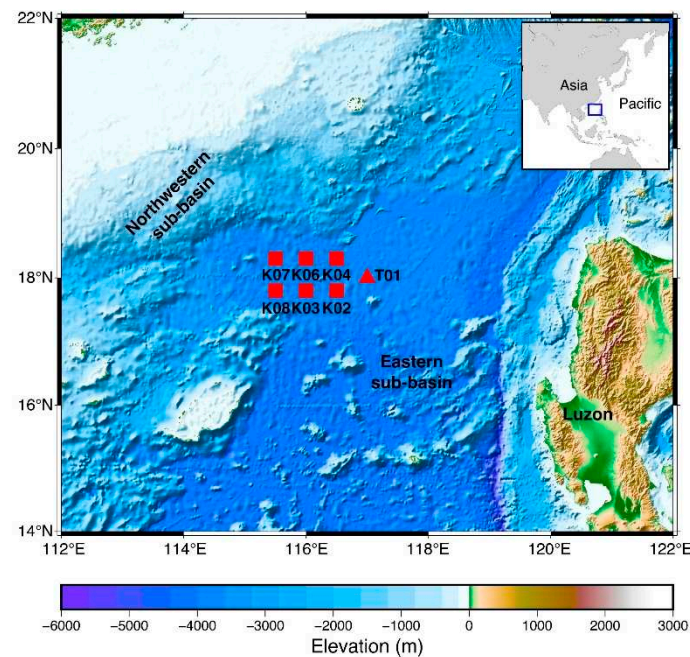 22°N
20°N
18°N
16°N
14°N
Asia
Pacific
Northwestern
sub-basin
K07 K06 K04
T01
K08 K03 K02
Eastern
sub-basin
Luzon
112°E 114°E 116°E 118°E 120°E 122°E
−6000 −5000 −4000 −3000 −2000 −1000 0 1000 2000 3000
Elevation (m)